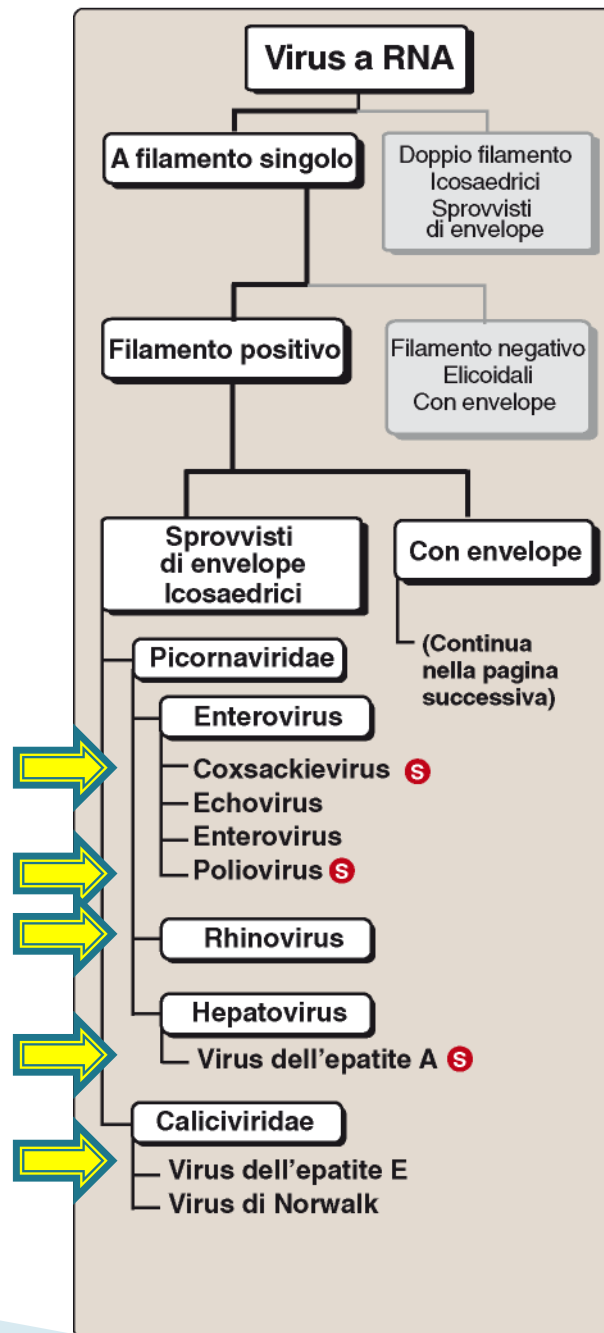 Virus a RNA
A filamento singolo
Doppio filamento
Icosaedrici
Sprovvisti
di envelope
Filamento positivo
Filamento negativo
Elicoidali
Con envelope
Sprovvisti
di envelope
Icosaedrici
Con envelope
(Continua
nella pagina
successiva)
Picornaviridae
Enterovirus
Coxsackievirus S
Echovirus
Enterovirus
Poliovirus S
Rhinovirus
Hepatovirus
Virus dell'epatite A S
Caliciviridae
Virus dell'epatite E
Virus di Norwalk